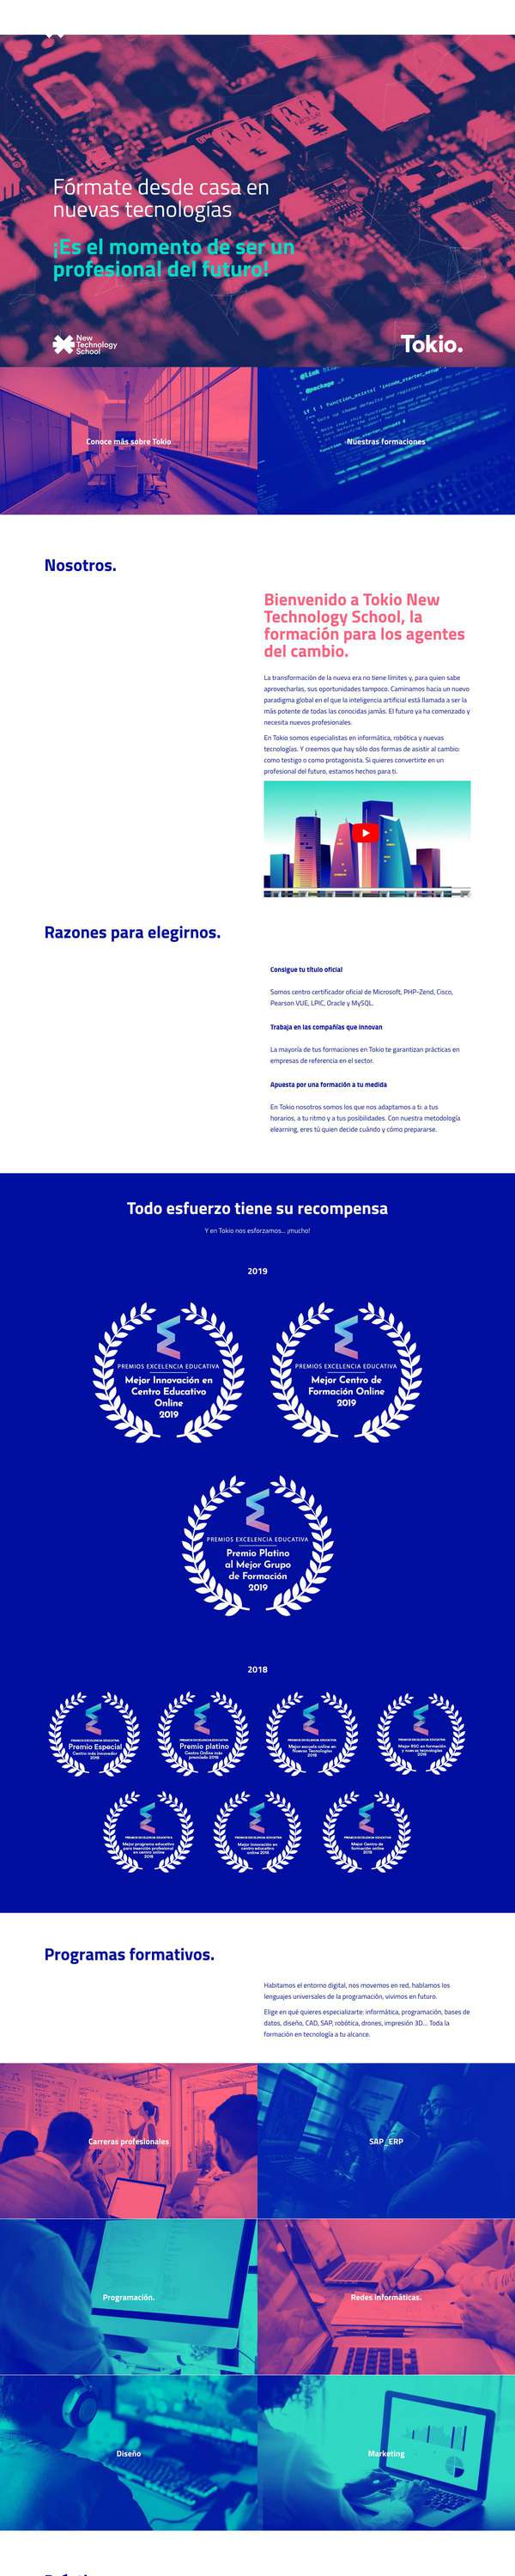 Fórmate desde casa en
nuevas tecnologías
¡Es el momento de ser un
profesional del futuro!
New
Technology
School
Tokio.
Conoce más sobre Tokio
Nuestras formaciones
Nosotros.
Bienvenido a Tokio New
Technology School, la
formación para los agentes
del cambio.
La transformación de la nueva era no tiene límites y, para quien sabe
aprovecharlas, sus oportunidades tampoco. Caminamos hacia un nuevo
paradigma global en el que la inteligencia artificial está llamada a ser la
más potente de todas las conocidas jamás. El futuro ya ha comenzado y
necesita nuevos profesionales.
En Tokio somos especialistas en informática, robótica y nuevas
tecnologías. Y creemos que hay sólo dos formas de asistir al cambio:
como testigo o como protagonista. Si quieres convertirte en un
profesional del futuro, estamos hechos para ti.
Razones para elegirnos.
Consigue tu título oficial
Somos centro certificador oficial de Microsoft, PHP-Zend, Cisco,
Pearson VUE, LPIC, Oracle y MySQL.
Trabaja en las compañías que innovan
La mayoría de tus formaciones en Tokio te garantizan prácticas en
empresas de referencia en el sector.
Apuesta por una formación a tu medida
En Tokio nosotros somos los que nos adaptamos a ti: a tus
horarios, a tu ritmo y a tus posibilidades. Con nuestra metodología
elearning, eres tú quien decide cuándo y cómo prepararse.
Todo esfuerzo tiene su recompensa
Y en Tokio nos esforzamos... ¡mucho!
2019
PREMIOS EXCELENCIA EDUCATIVA
Mejor Innovación en
Centro Educativo
Online
2019
PREMIOS EXCELENCIA EDUCATIVA
Mejor Centro de
Formación Online
2019
PREMIOS EXCELENCIA EDUCATIVA
Premio Platino
al Mejor Grupo
de Formación
2019
2018
PREMIOS EXCELENCIA EDUCATIVA
Premio Especial
Centro más innovador
2018
PREMIOS EXCELENCIA EDUCATIVA
Premio platino
Centro Online más
premiado 2018
PREMIOS EXCELENCIA EDUCATIVA
Mejor escuela online en
Nuevas Tecnologías
2018
PREMIOS EXCELENCIA EDUCATIVA
Mejor RSC en formación
y nuevas tecnologías
2018
PREMIOS EXCELENCIA EDUCATIVA
Mejor programa educativo
para inserción profesional
en centro online
2018
PREMIOS EXCELENCIA EDUCATIVA
Mejor innovación en
centro educativo
online 2018
PREMIOS EXCELENCIA EDUCATIVA
Mejor Centro de
formación online
2018
Programas formativos.
Habitamos el entorno digital, nos movemos en red, hablamos los
lenguajes universales de la programación, vivimos en futuro.
Elige en qué quieres especializarte: informática, programación, bases de
datos, diseño, CAD, SAP, robótica, drones, impresión 3D... Toda la
formación en tecnología a tu alcance.
Carreras profesionales
SAP_ERP
Programación.
Redes informáticas.
Diseño
Marketing